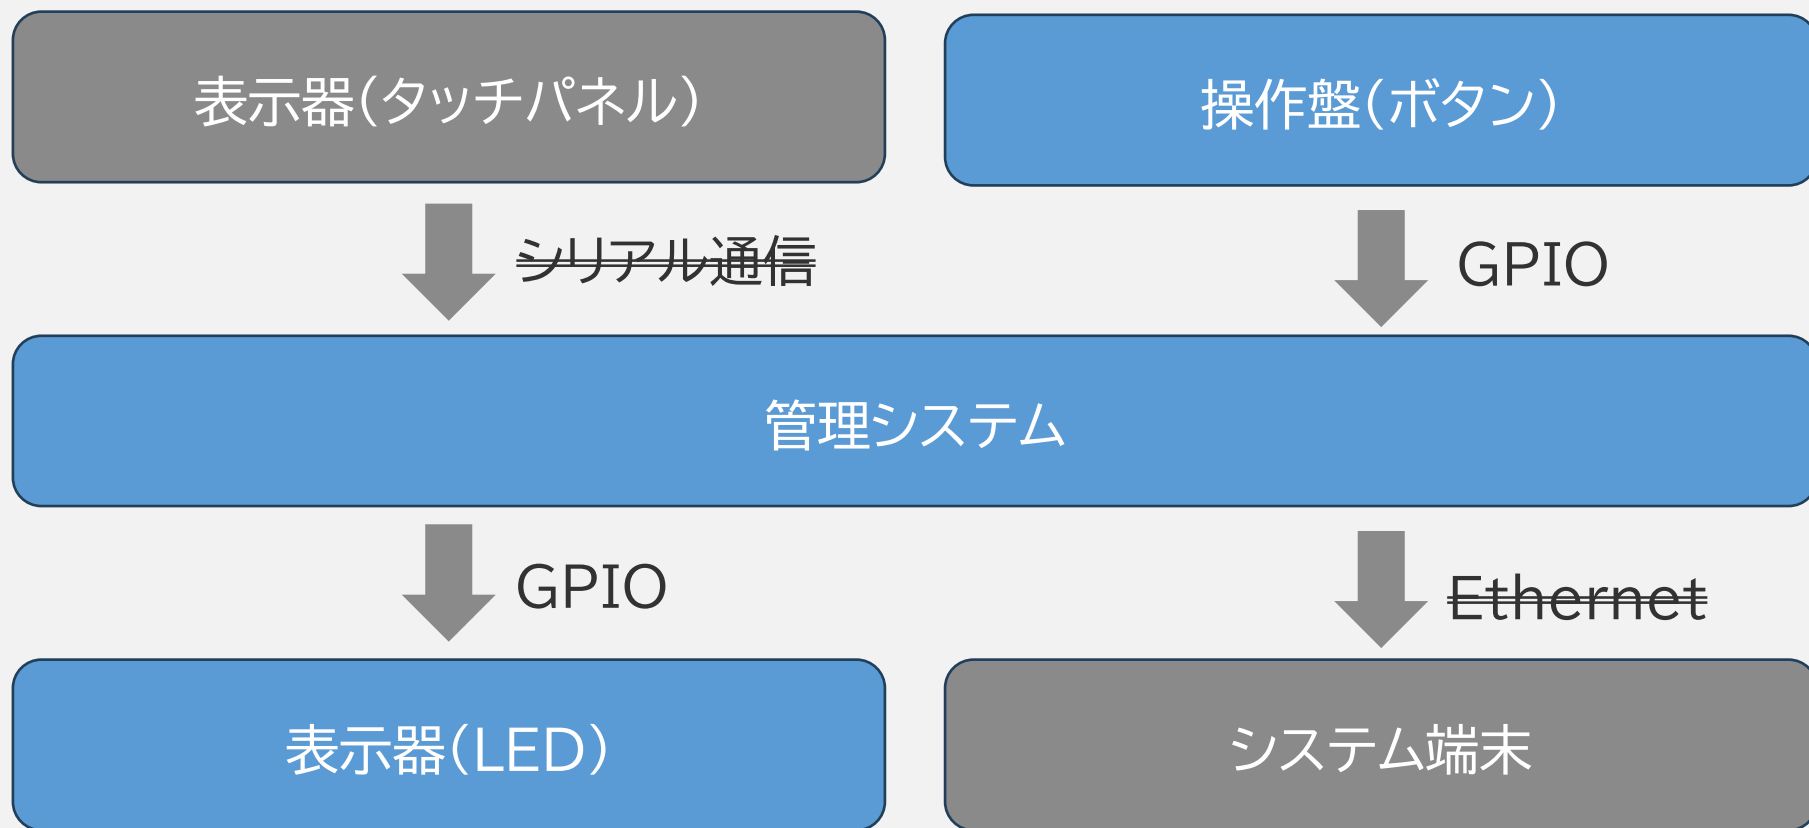 表示器(タッチパネル)
操作盤(ボタン)
シリアル通信
GPIO
管理システム
GPIO
Ethernet
表示器(LED)
システム端末